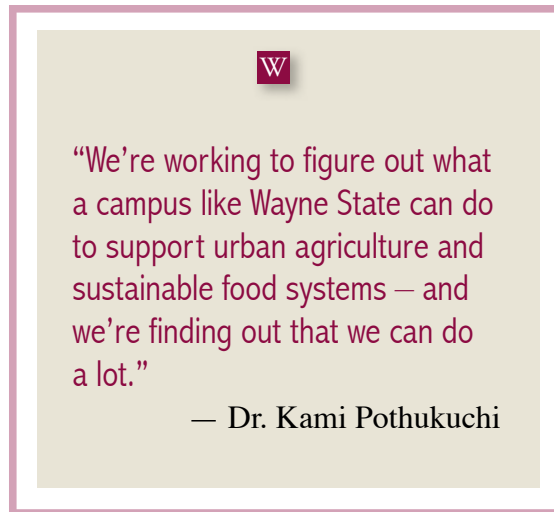 W
“We’re working to figure out what
a campus like Wayne State can do
to support urban agriculture and
sustainable food systems – and
we’re finding out that we can do
a lot.”
— Dr. Kami Pothukuchi